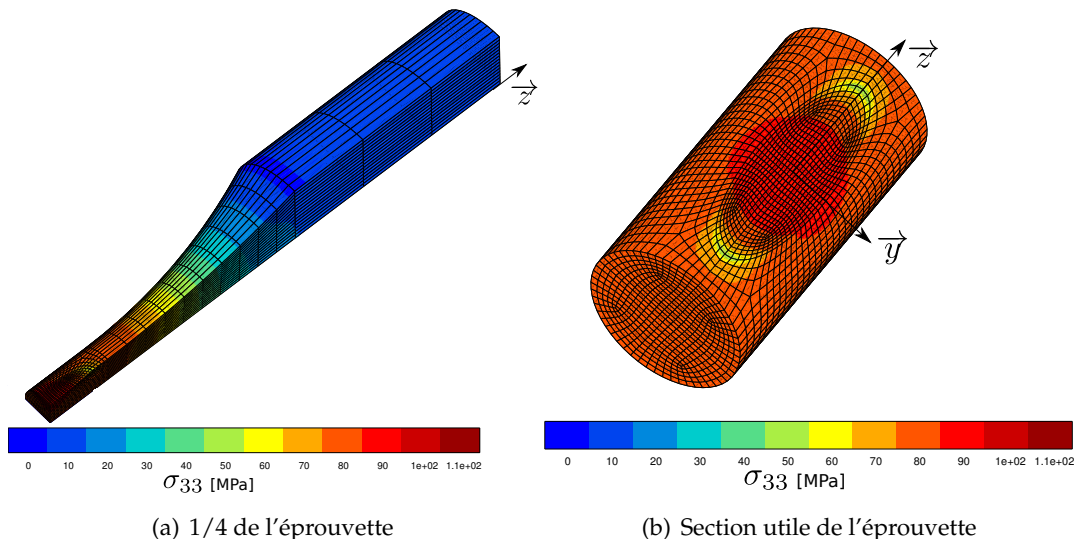 z
z
y
0 10 20 30 40 50 60 70 80 90 1e+02 1.1e+02
σ33 [MPa]
0 10 20 30 40 50 60 70 80 90 1e+02 1.1e+02
σ33 [MPa]
(a) 1/4 de l'éprouvette
(b) Section utile de l'éprouvette